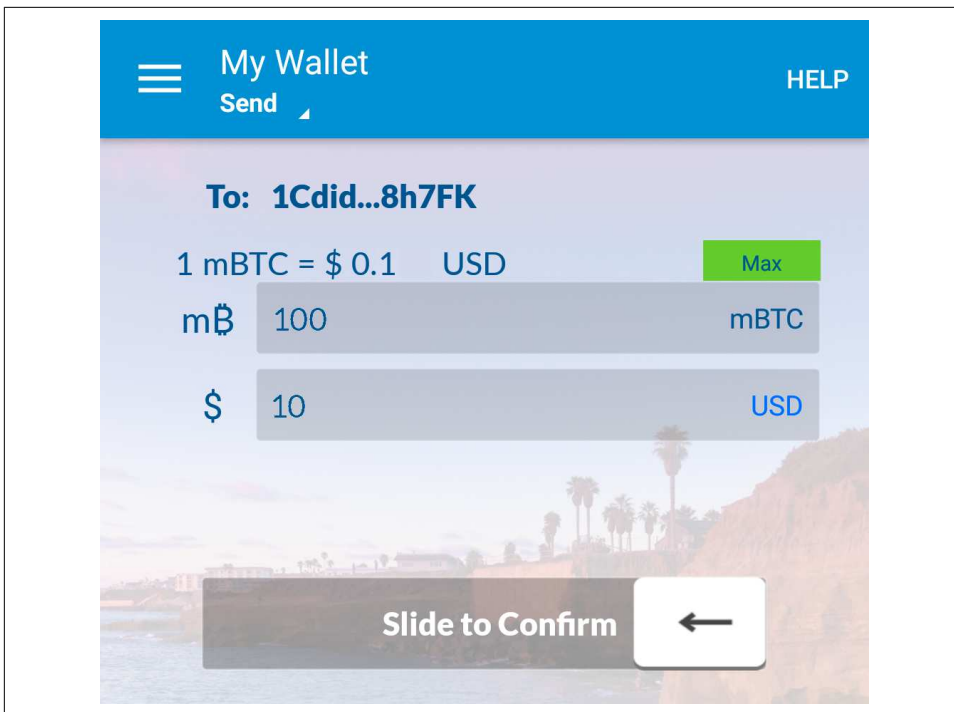 My Wallet
Send
HELP
To: 1Cdid...8h7FK
1 mBTC = $ 0.1 USD
Max
m₿ 100 mBTC
$ 10 USD
Slide to Confirm